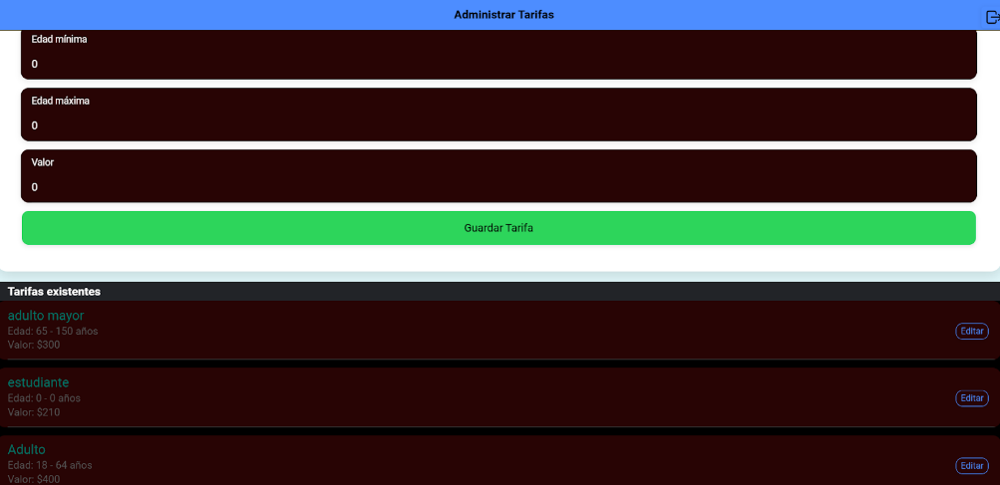 Administrar Tarifas
Edad mínima
0
Edad máxima
0
Valor
0
Guardar Tarifa
Tarifas existentes
adulto mayor
Edad: 65 - 150 años
Valor: $300
Editar
estudiante
Edad: 0 - 0 años
Valor: $210
Editar
Adulto
Edad: 18 - 64 años
Valor: $400
Editar